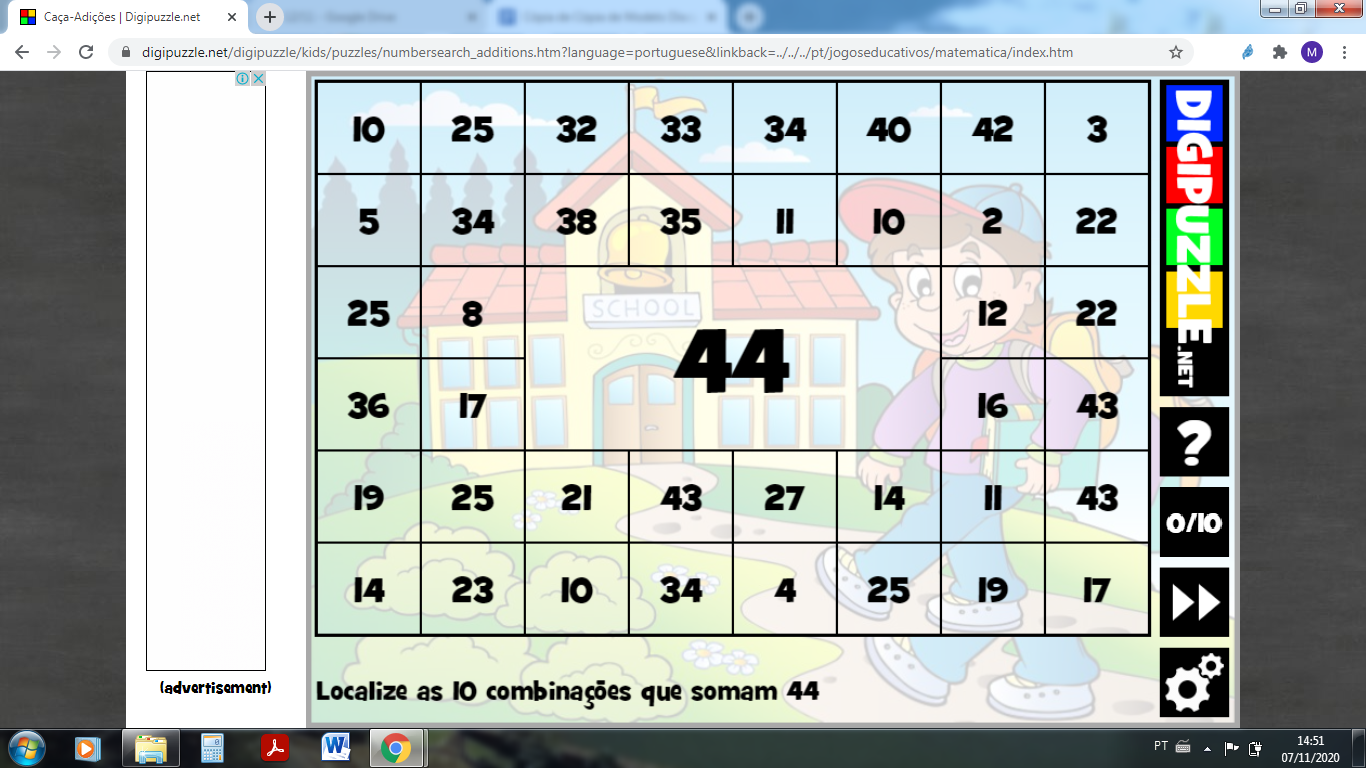 Caça-Adições | Digipuzzle.net
digipuzzle.net/digipuzzle/kids/puzzles/numbersearch_additions.htm?language=portuguese&linkback=../../../pt/jogoseducativos/matematica/index.htm
M
10 25 32 33 34 40 42 3
5 34 38 35 11 10 2 22
25 8 12 22
SCHOOL
44
36 17 16 43
19 25 21 43 27 14 11 43
14 23 10 34 4 25 19 17
DIGIPUZZLE.NET
?
0/10
(advertisement)
Localize as 10 combinações que somam 44
PT
14:51
07/11/2020